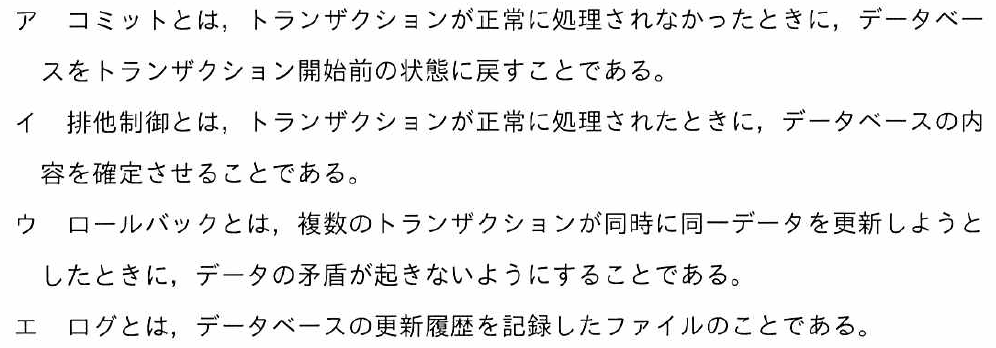 ア　コミットとは，トランザクションが正常に処理されなかったときに，データベー
スをトランザクション開始前の状態に戻すことである。
イ　排他制御とは，トランザクションが正常に処理されたときに，データベースの内
容を確定させることである。
ウ　ロールバックとは，複数のトランザクションが同時に同一データを更新しようと
したときに，データの矛盾が起きないようにすることである。
エ　ログとは，データベースの更新履歴を記録したファイルのことである。